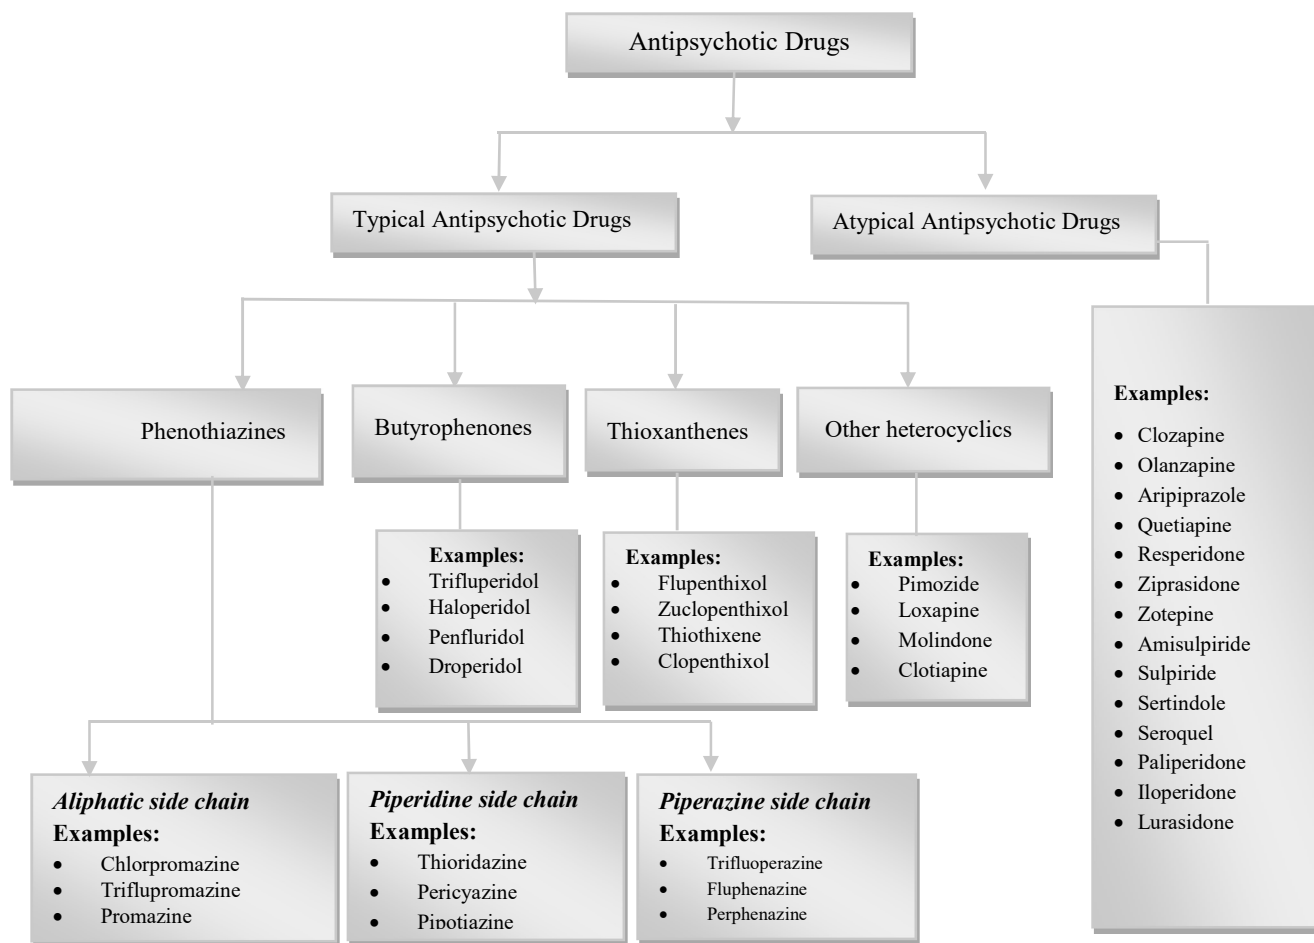 Antipsychotic Drugs
Typical Antipsychotic Drugs
Atypical Antipsychotic Drugs
Phenothiazines
Butyrophenones
Thioxanthenes
Other heterocyclics
Examples:
• Trifluperidol
• Haloperidol
• Penfluridol
• Droperidol
Examples:
• Flupenthixol
• Zuclopenthixol
• Thiothixene
• Clopenthixol
Examples:
• Pimozide
• Loxapine
• Molindone
• Clotiapine
Examples:
• Clozapine
• Olanzapine
• Aripiprazole
• Quetiapine
• Resperidone
• Ziprasidone
• Zotepine
• Amisulpiride
• Sulpiride
• Sertindole
• Seroquel
• Paliperidone
• Iloperidone
• Lurasidone
Aliphatic side chain
Examples:
• Chlorpromazine
• Triflupromazine
• Promazine
Piperidine side chain
Examples:
• Thioridazine
• Pericyazine
• Pipotiazine
Piperazine side chain
Examples:
• Trifluoperazine
• Fluphenazine
• Perphenazine